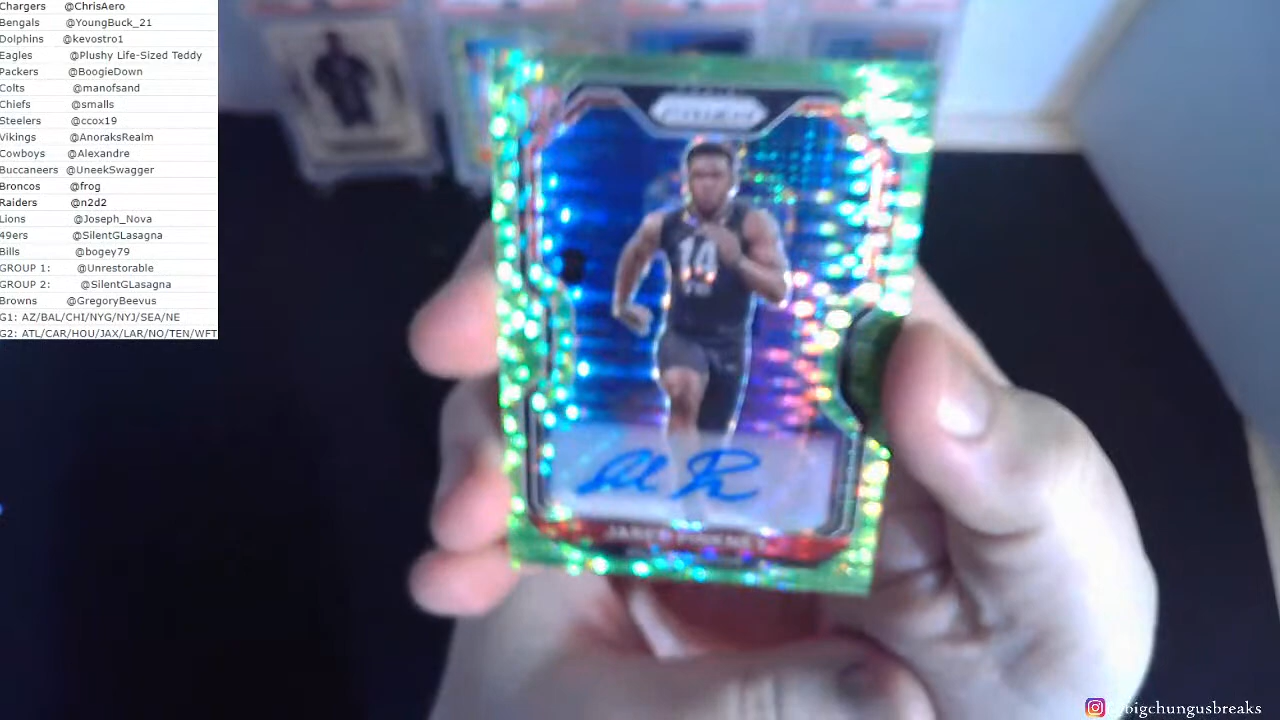 Chargers @ChrisAero
Bengals @YoungBuck_21
Dolphins @kevostro1
Eagles @Plushy Life-Sized Teddy
Packers @BoogieDown
Colts @manofsand
Chiefs @smalls
Steelers @ccox19
Vikings @AnoraksRealm
Cowboys @Alexandre
Buccaneers @UneekSwagger
Broncos @frog
Raiders @n2d2
Lions @Joseph_Nova
49ers @SilentGLasagna
Bills @bogey79
GROUP 1: @Unrestorable
GROUP 2: @SilentGLasagna
Browns @GregoryBeevus
G1: AZ/BAL/CHI/NYG/NYJ/SEA/NE
G2: ATL/CAR/HOU/JAX/LAR/NO/TEN/WFT
PRIZM
14
JARED PINKNEY
@bigchungusbreaks